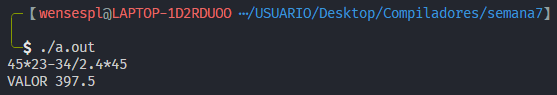 [wensespl@LAPTOP-1D2RDUOO ⋯/USUARIO/Desktop/Compiladores/semana7]
$ ./a.out
45*23-34/2.4*45
VALOR 397.5